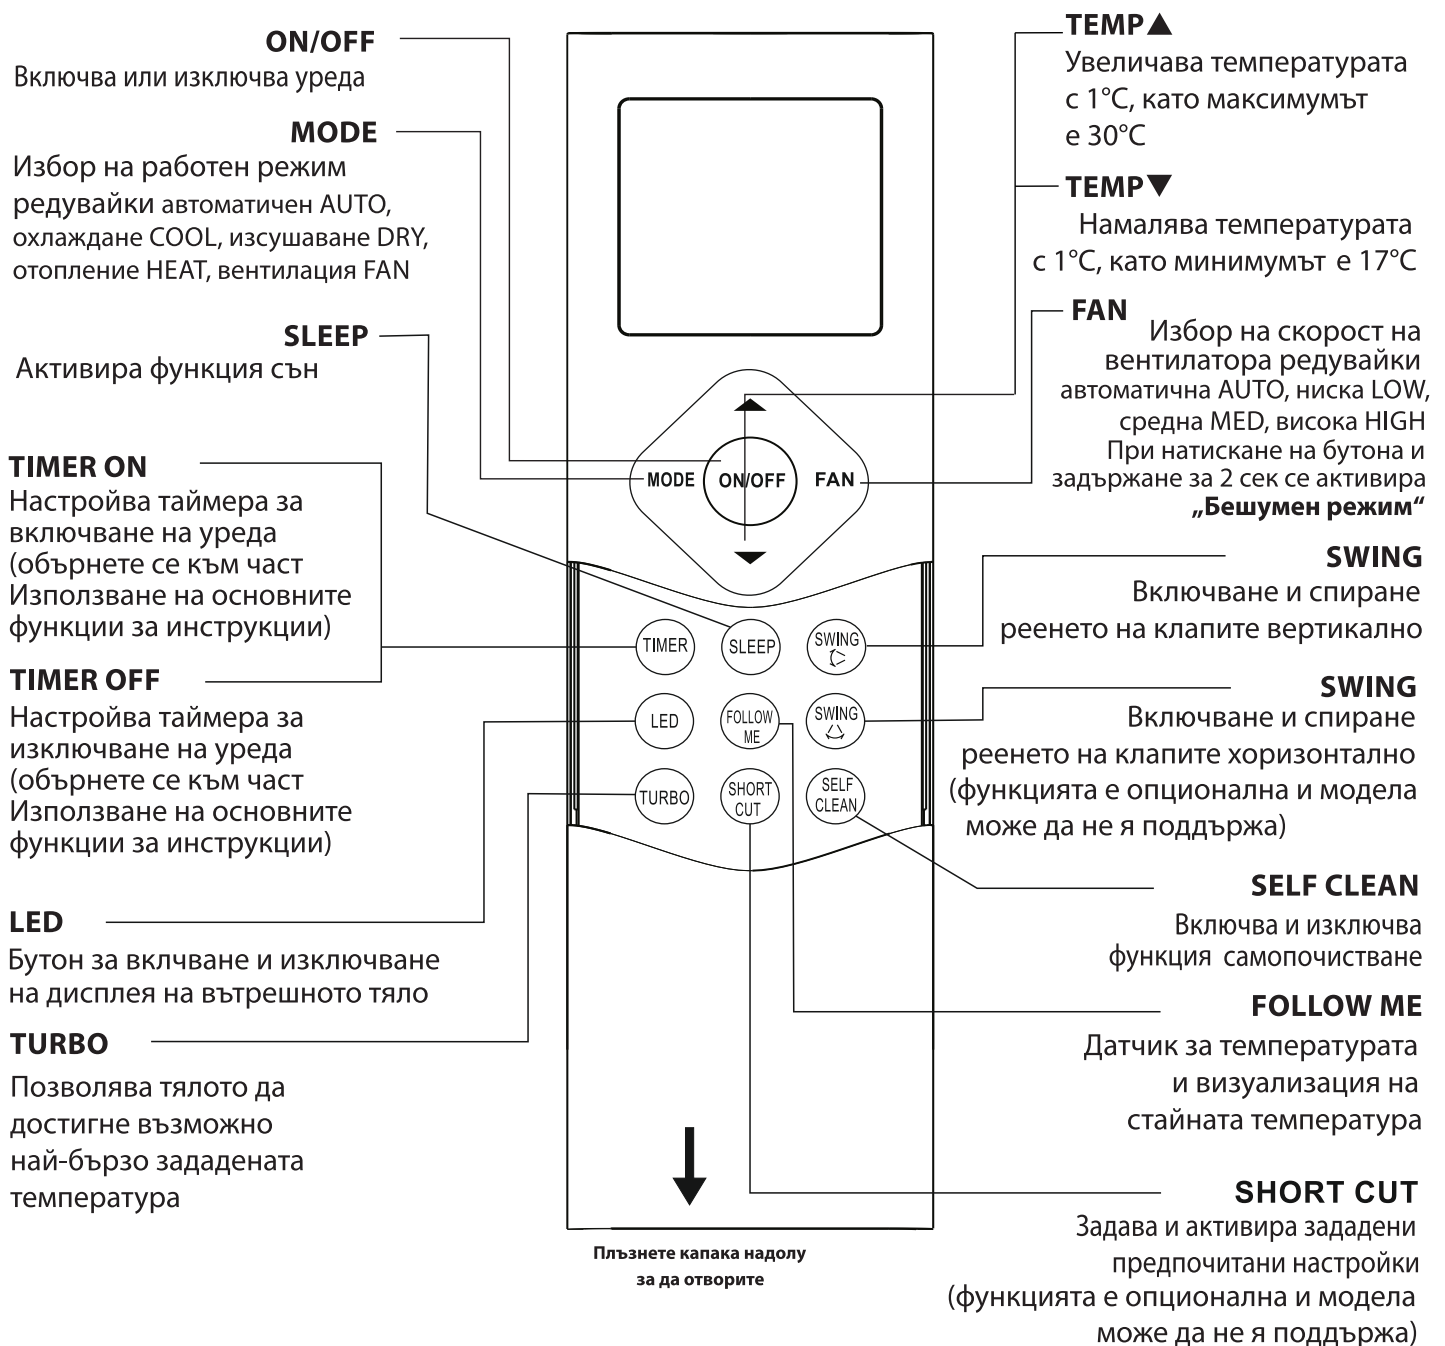 ON/OFF
Включва или изключва уреда
MODE
Избор на работен режим
редувайки автоматичен AUTO,
охлаждане COOL, изсушаване DRY,
отопление HEAT, вентилация FAN
SLEEP
Активира функция сън
TIMER ON
Настройва таймера за
включване на уреда
(обърнете се към част
Използване на основните
функции за инструкции)
TIMER OFF
Настройва таймера за
изключване на уреда
(обърнете се към част
Използване на основните
функции за инструкции)
LED
Бутон за вклчване и изключване
на дисплея на вътрешното тяло
TURBO
Позволява тялото да
достигне възможно
най-бързо зададената
температура
MODE ON/OFF FAN
TIMER SLEEP SWING
LED FOLLOW ME SWING
TURBO SHORT CUT SELF CLEAN
Плъзнете капака надолу
за да отворите
TEMP▲
Увеличава температурата
с 1°C, като максимумът
е 30°C
TEMP▼
Намалява температурата
с 1°C, като минимумът е 17°C
FAN
Избор на скорост на
вентилатора редувайки
автоматична AUTO, ниска LOW,
средна MED, висока HIGH
При натискане на бутона и
задържане за 2 сек се активира
„Бешумен режим“
SWING
Включване и спиране
реенето на клапите вертикално
SWING
Включване и спиране
реенето на клапите хоризонтално
(функцията е опционална и модела
може да не я поддържа)
SELF CLEAN
Включва и изключва
функция самопочистване
FOLLOW ME
Датчик за температурата
и визуализация на
стайната температура
SHORT CUT
Задава и активира зададени
предпочитани настройки
(функцията е опционална и модела
може да не я поддържа)